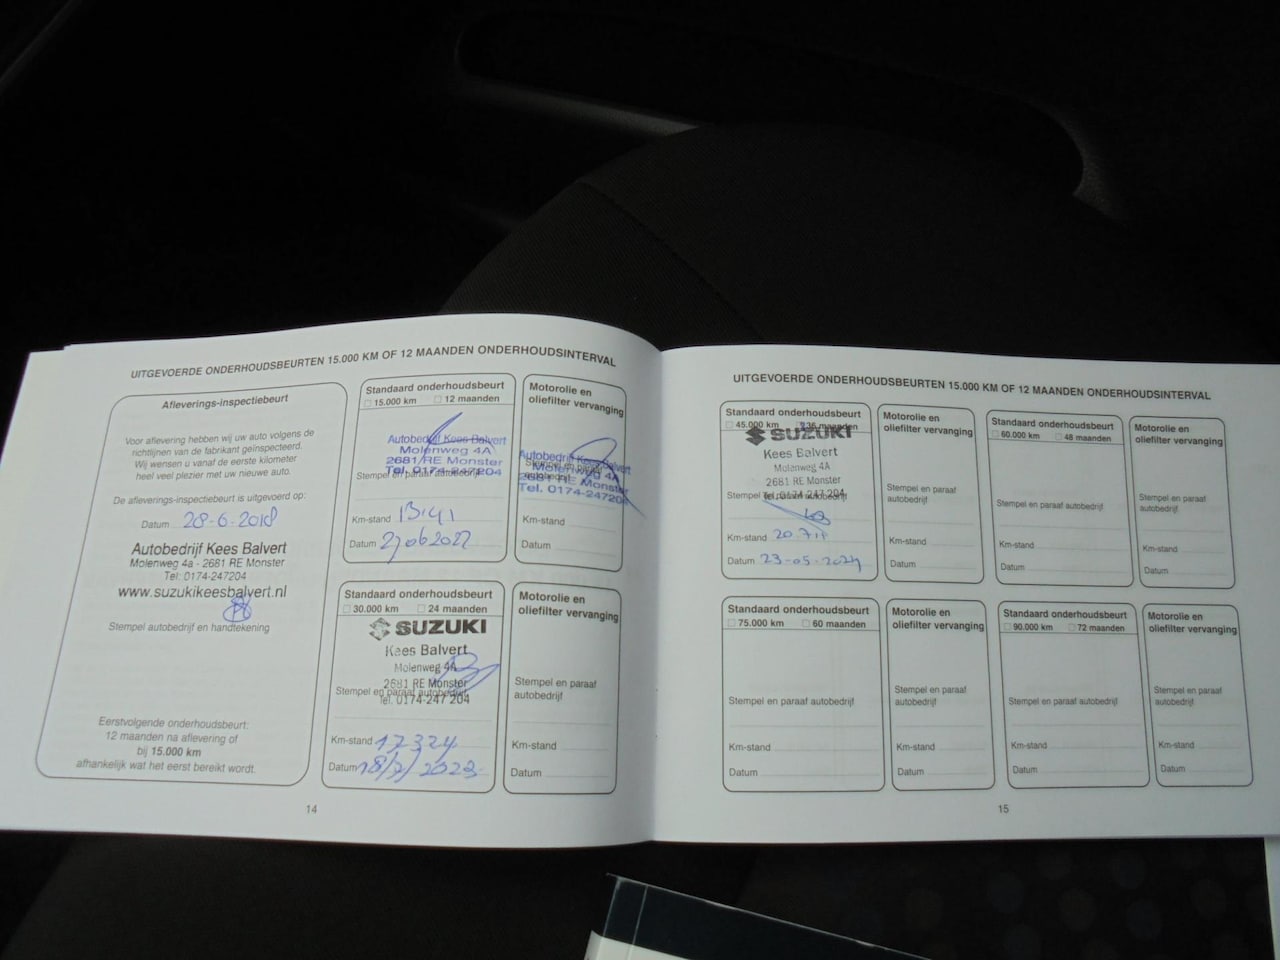 UITGEVOERDE ONDERHOUDSBEURTEN 15.000 KM OF 12 MAANDEN ONDERHOUDSINTERVAL
Afleverings-inspectiebeurt
Voor aflevering hebben wij uw auto volgens de
richtlijnen van de fabrikant geïnspecteerd.
Wij wensen u vanaf de eerste kilometer
heel veel plezier met uw nieuwe auto.
De afleverings-inspectiebeurt is uitgevoerd op:
Datum 28-6-2018
Autobedrijf Kees Balvert
Molenweg 4a - 2681 RE Monster
Tel: 0174-247204
www.suzukikeesbalvert.nl
Stempel autobedrijf en handtekening
Eerstvolgende onderhoudsbeurt:
12 maanden na aflevering of
bij 15.000 km
afhankelijk wat het eerst bereikt wordt.
Standaard onderhoudsbeurt
15.000 km 12 maanden
Autobedrijf Kees Balvert
Molenweg 4A
2681 RE Monster
Tel. 0174-247204
Stempel en paraaf autobedrijf
Km-stand
Datum
Motorolie en
oliefilter vervanging
Autobedrijf Kees Balvert
Molenweg 4A
2681 RE Monster
Tel. 0174-247204
Km-stand
Datum
Standaard onderhoudsbeurt
30.000 km 24 maanden
SUZUKI
Kees Balvert
Molenweg 4A
2681 RE Monster
Stempel en paraaf autobedrijf
Tel. 0174-247 204
Km-stand 17324
Datum 18/7/2023
Motorolie en
oliefilter vervanging
Stempel en paraaf
autobedrijf
Km-stand
Datum
14
UITGEVOERDE ONDERHOUDSBEURTEN 15.000 KM OF 12 MAANDEN ONDERHOUDSINTERVAL
Standaard onderhoudsbeurt
45.000 km 36 maanden
SUZUKI
Kees Balvert
Molenweg 4A
2681 RE Monster
Stempel en paraaf autobedrijf
Tel. 0174-247 204
Km-stand
Datum 23-05-2024
Motorolie en
oliefilter vervanging
Stempel en paraaf
autobedrijf
Km-stand
Datum
Standaard onderhoudsbeurt
60.000 km 48 maanden
Stempel en paraaf autobedrijf
Km-stand
Datum
Motorolie en
oliefilter vervanging
Stempel en paraaf
autobedrijf
Km-stand
Datum
Standaard onderhoudsbeurt
75.000 km 60 maanden
Stempel en paraaf autobedrijf
Km-stand
Datum
Motorolie en
oliefilter vervanging
Stempel en paraaf
autobedrijf
Km-stand
Datum
Standaard onderhoudsbeurt
90.000 km 72 maanden
Stempel en paraaf autobedrijf
Km-stand
Datum
Motorolie en
oliefilter vervanging
Stempel en paraaf
autobedrijf
Km-stand
Datum
15